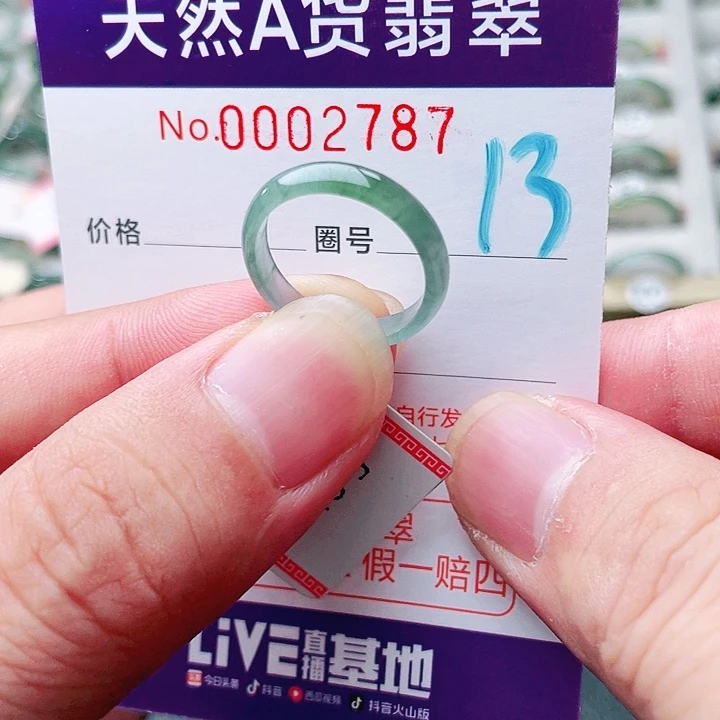 天然A货翡翠
No.0002787
13
价格 圈号
自行发
翠
假一赔四
LiVE直播基地
今日头条 抖音 西瓜视频 抖音火山版